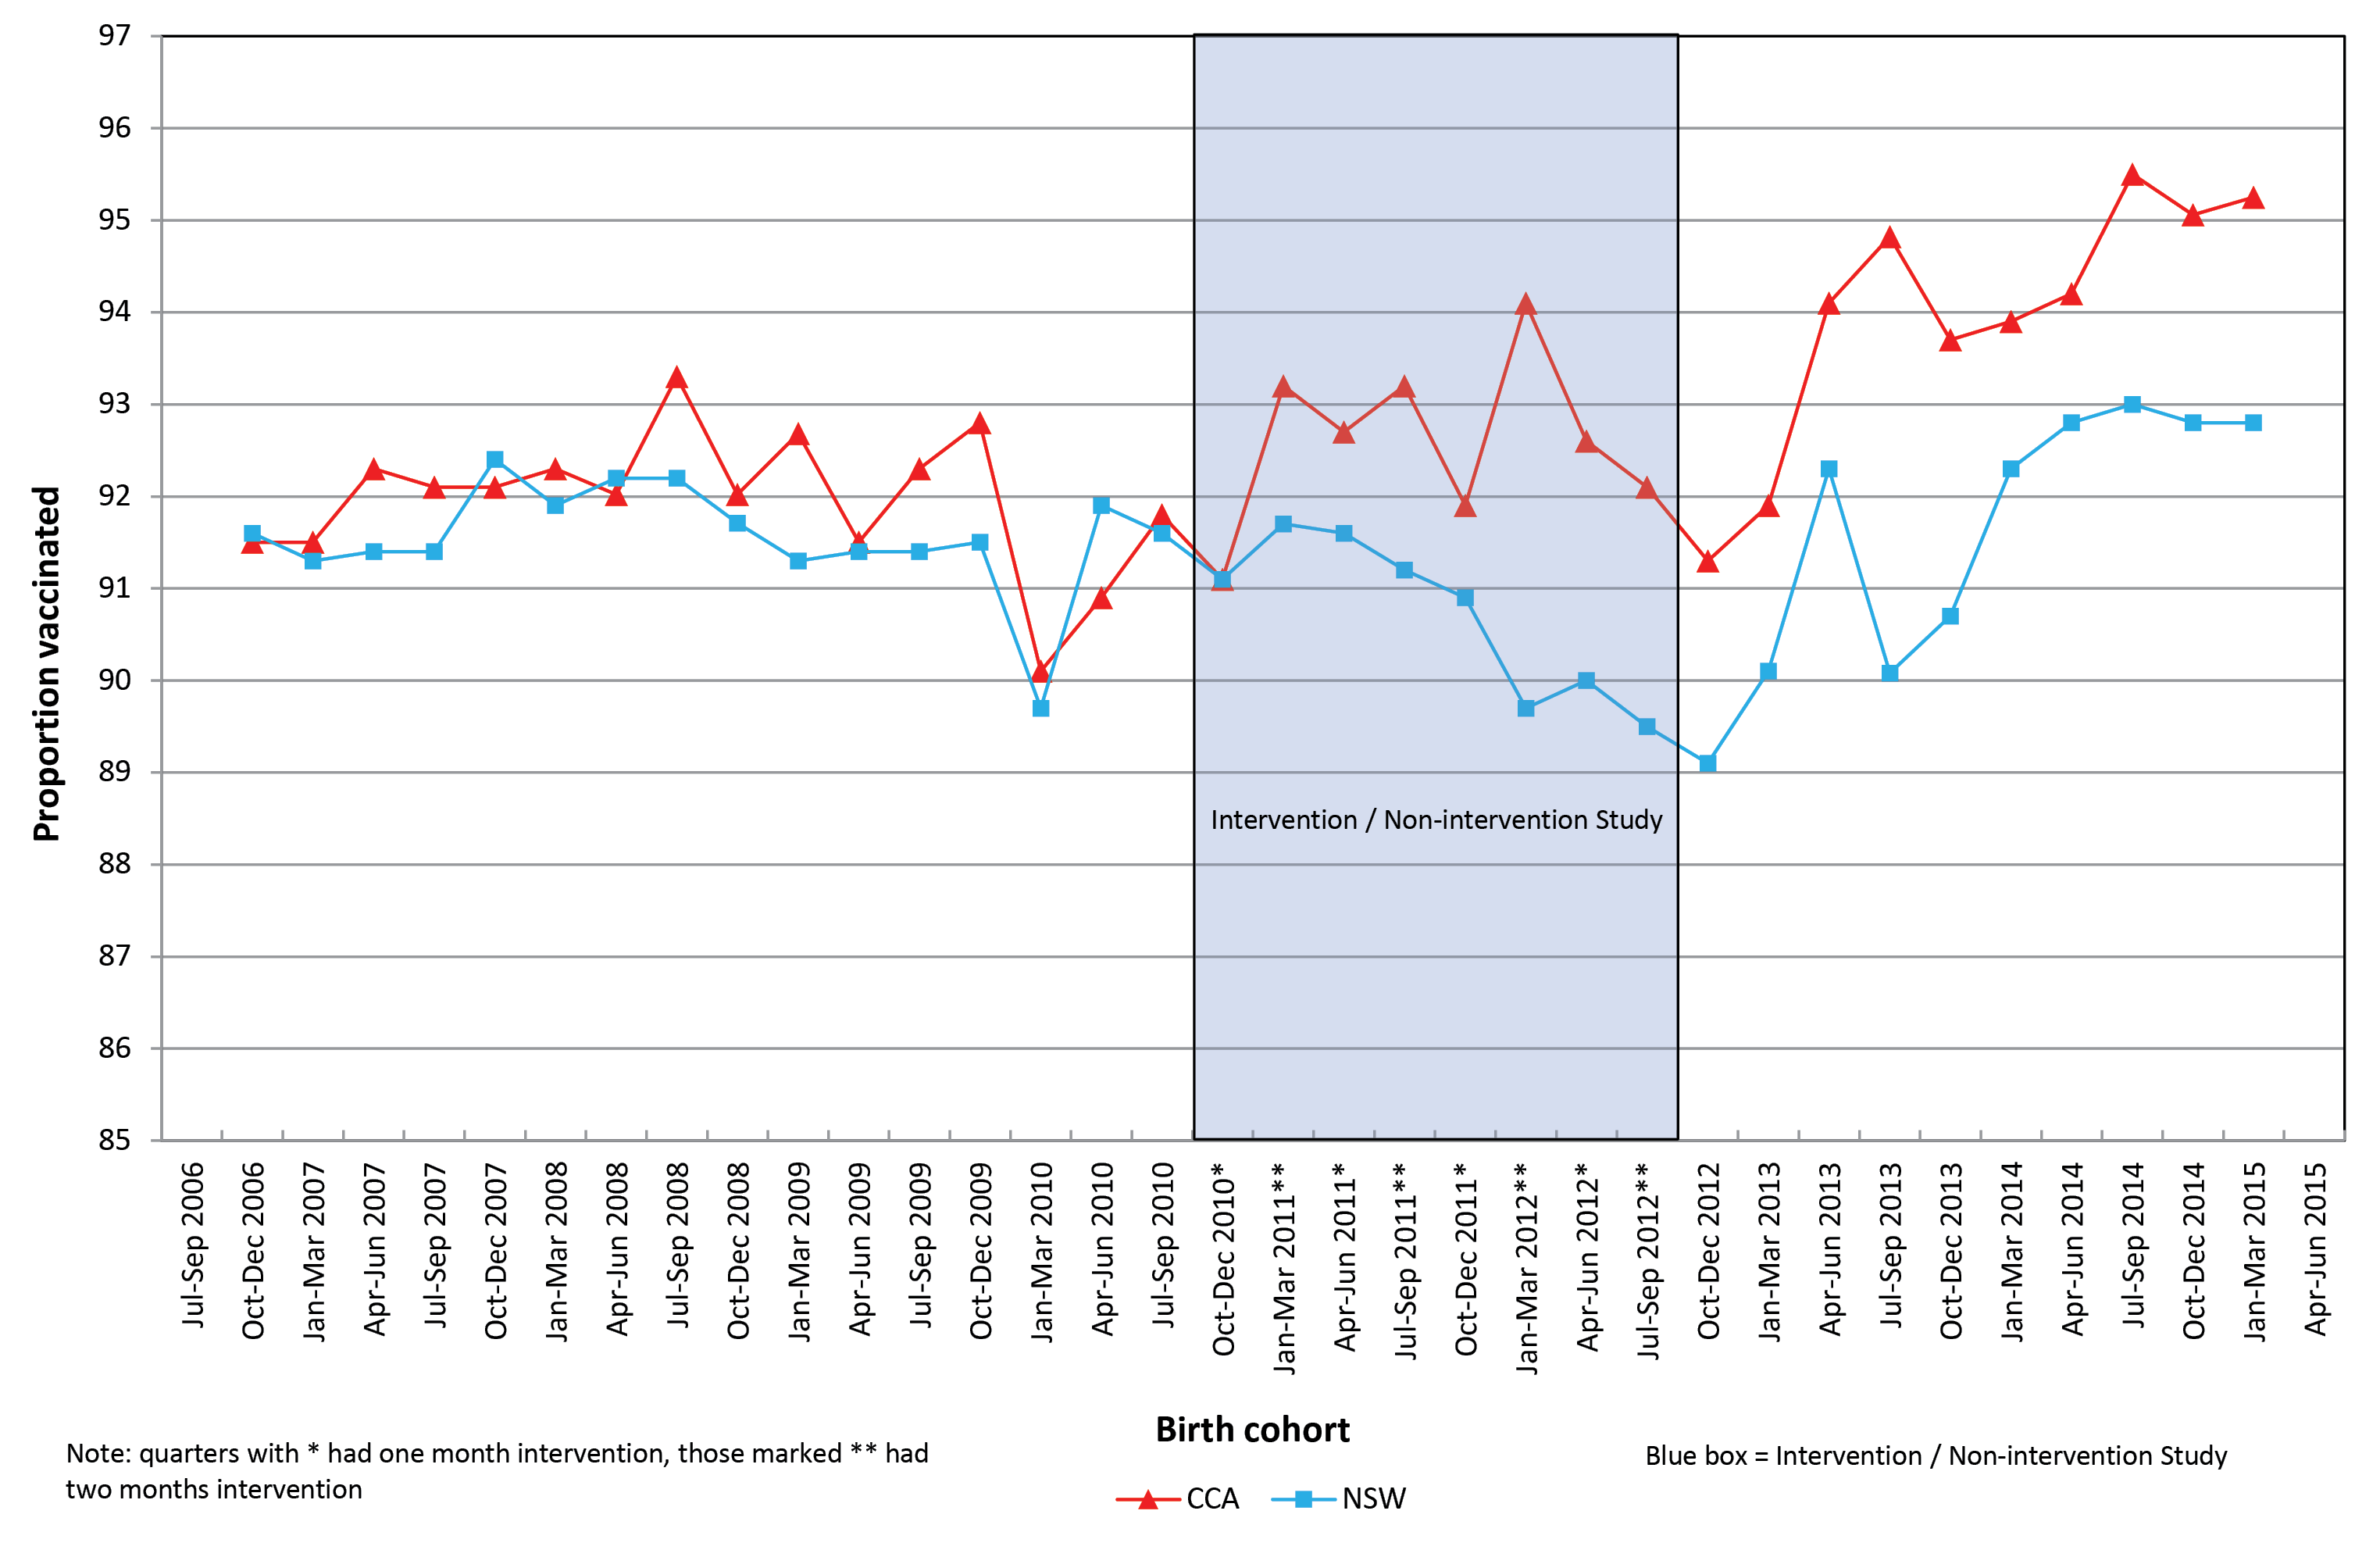 97
96
95
94
93
92
91
90
89
88
87
86
85
Proportion vaccinated
Intervention / Non-intervention Study
Jul-Sep 2006
Oct-Dec 2006
Jan-Mar 2007
Apr-Jun 2007
Jul-Sep 2007
Oct-Dec 2007
Jan-Mar 2008
Apr-Jun 2008
Jul-Sep 2008
Oct-Dec 2008
Jan-Mar 2009
Apr-Jun 2009
Jul-Sep 2009
Oct-Dec 2009
Jan-Mar 2010
Apr-Jun 2010
Jul-Sep 2010
Oct-Dec 2010*
Jan-Mar 2011**
Apr-Jun 2011*
Jul-Sep 2011**
Oct-Dec 2011*
Jan-Mar 2012**
Apr-Jun 2012*
Jul-Sep 2012**
Oct-Dec 2012
Jan-Mar 2013
Apr-Jun 2013
Jul-Sep 2013
Oct-Dec 2013
Jan-Mar 2014
Apr-Jun 2014
Jul-Sep 2014
Oct-Dec 2014
Jan-Mar 2015
Apr-Jun 2015
Birth cohort
Note: quarters with * had one month intervention, those marked ** had
two months intervention
Blue box = Intervention / Non-intervention Study
CCA
NSW